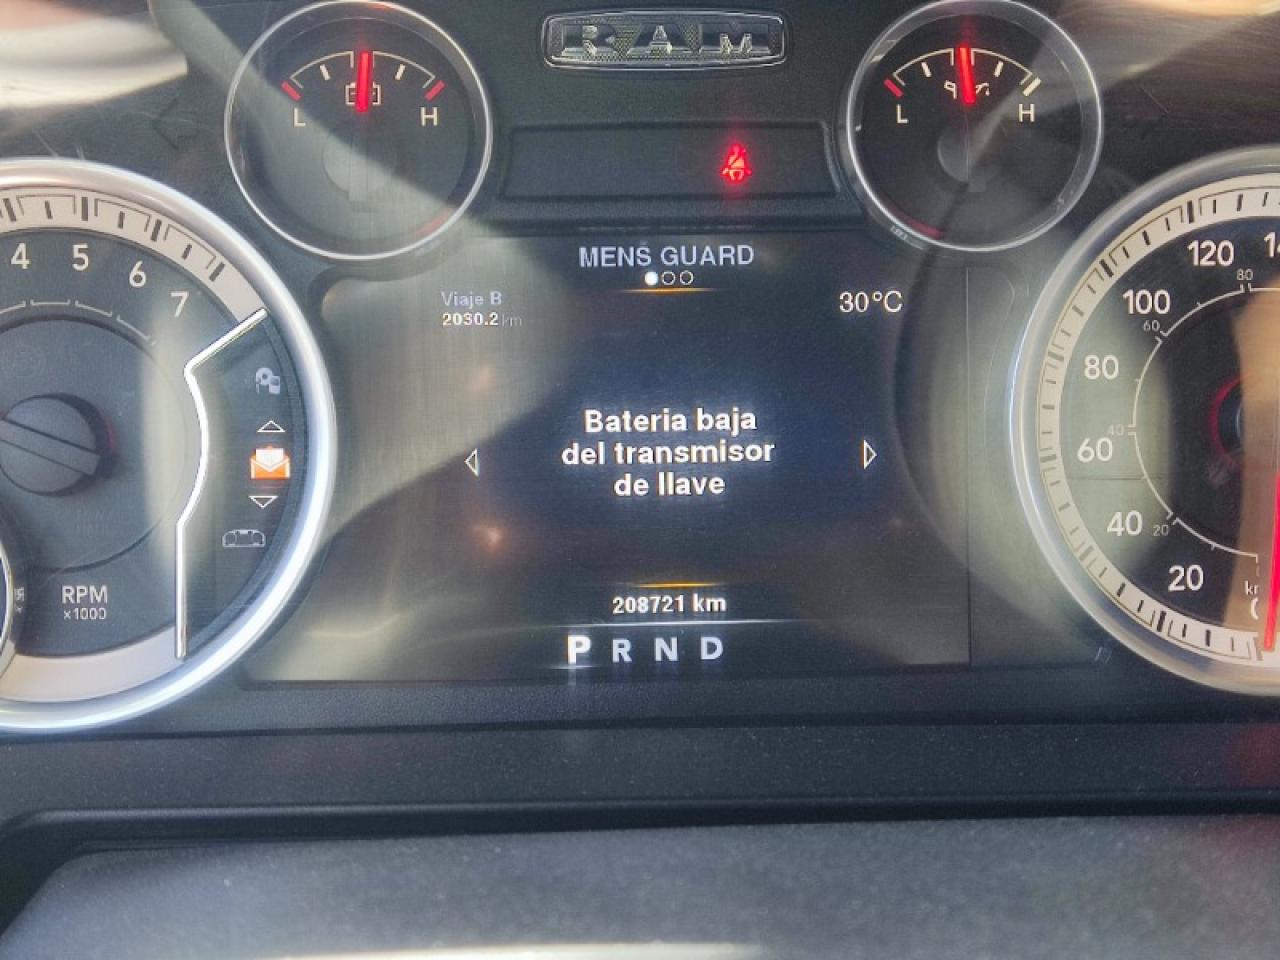 RAM
L H
L H
MENS GUARD
Viaje B
2030.2 km
30°C
Bateria baja
del transmisor
de llave
208721 km
P R N D
4 5 6 7
RPM
x1000
120
100
80
60
40
20
80
60
40
20